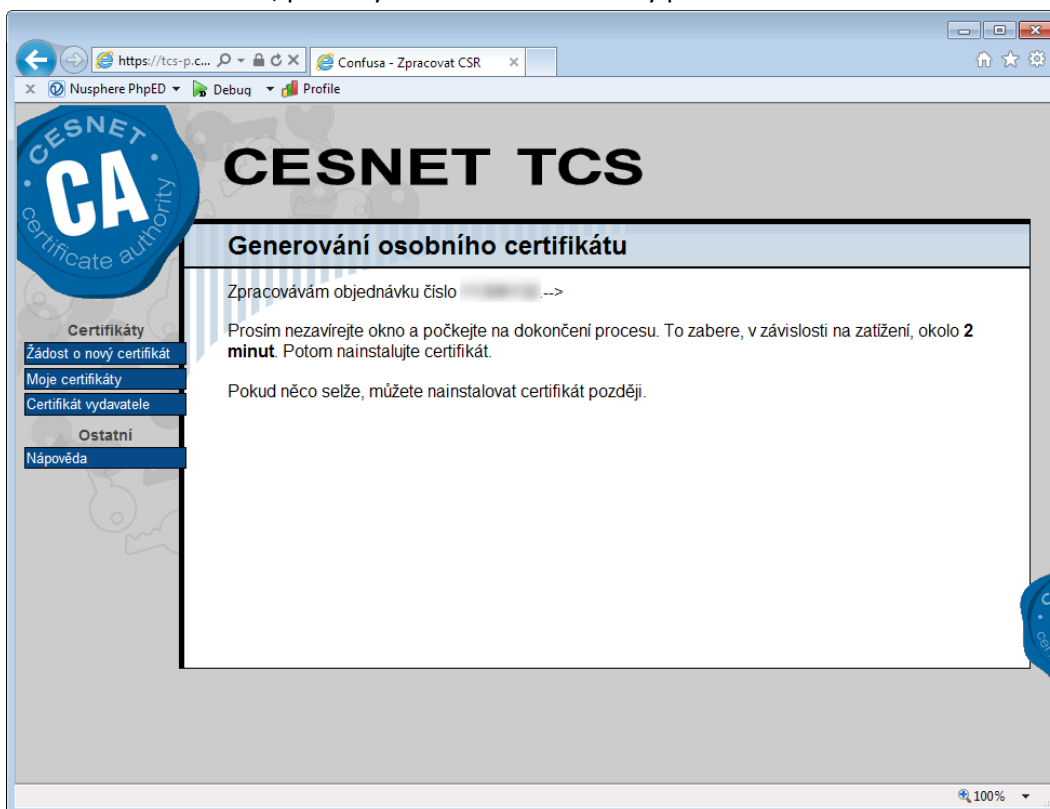 https://tcs-p.c...
Confusa - Zpracovat CSR
Nusphere PhpED
Debug
Profile
CESNET
CA
certificate authority
CESNET TCS
Generování osobního certifikátu
Zpracovávám objednávku číslo .-->
Prosím nezavírejte okno a počkejte na dokončení procesu. To zabere, v závislosti na zatížení, okolo 2
minut. Potom nainstalujte certifikát.
Pokud něco selže, můžete nainstalovat certifikát později.
Certifikáty
Žádost o nový certifikát
Moje certifikáty
Certifikát vydavatele
Ostatní
Nápověda
100%